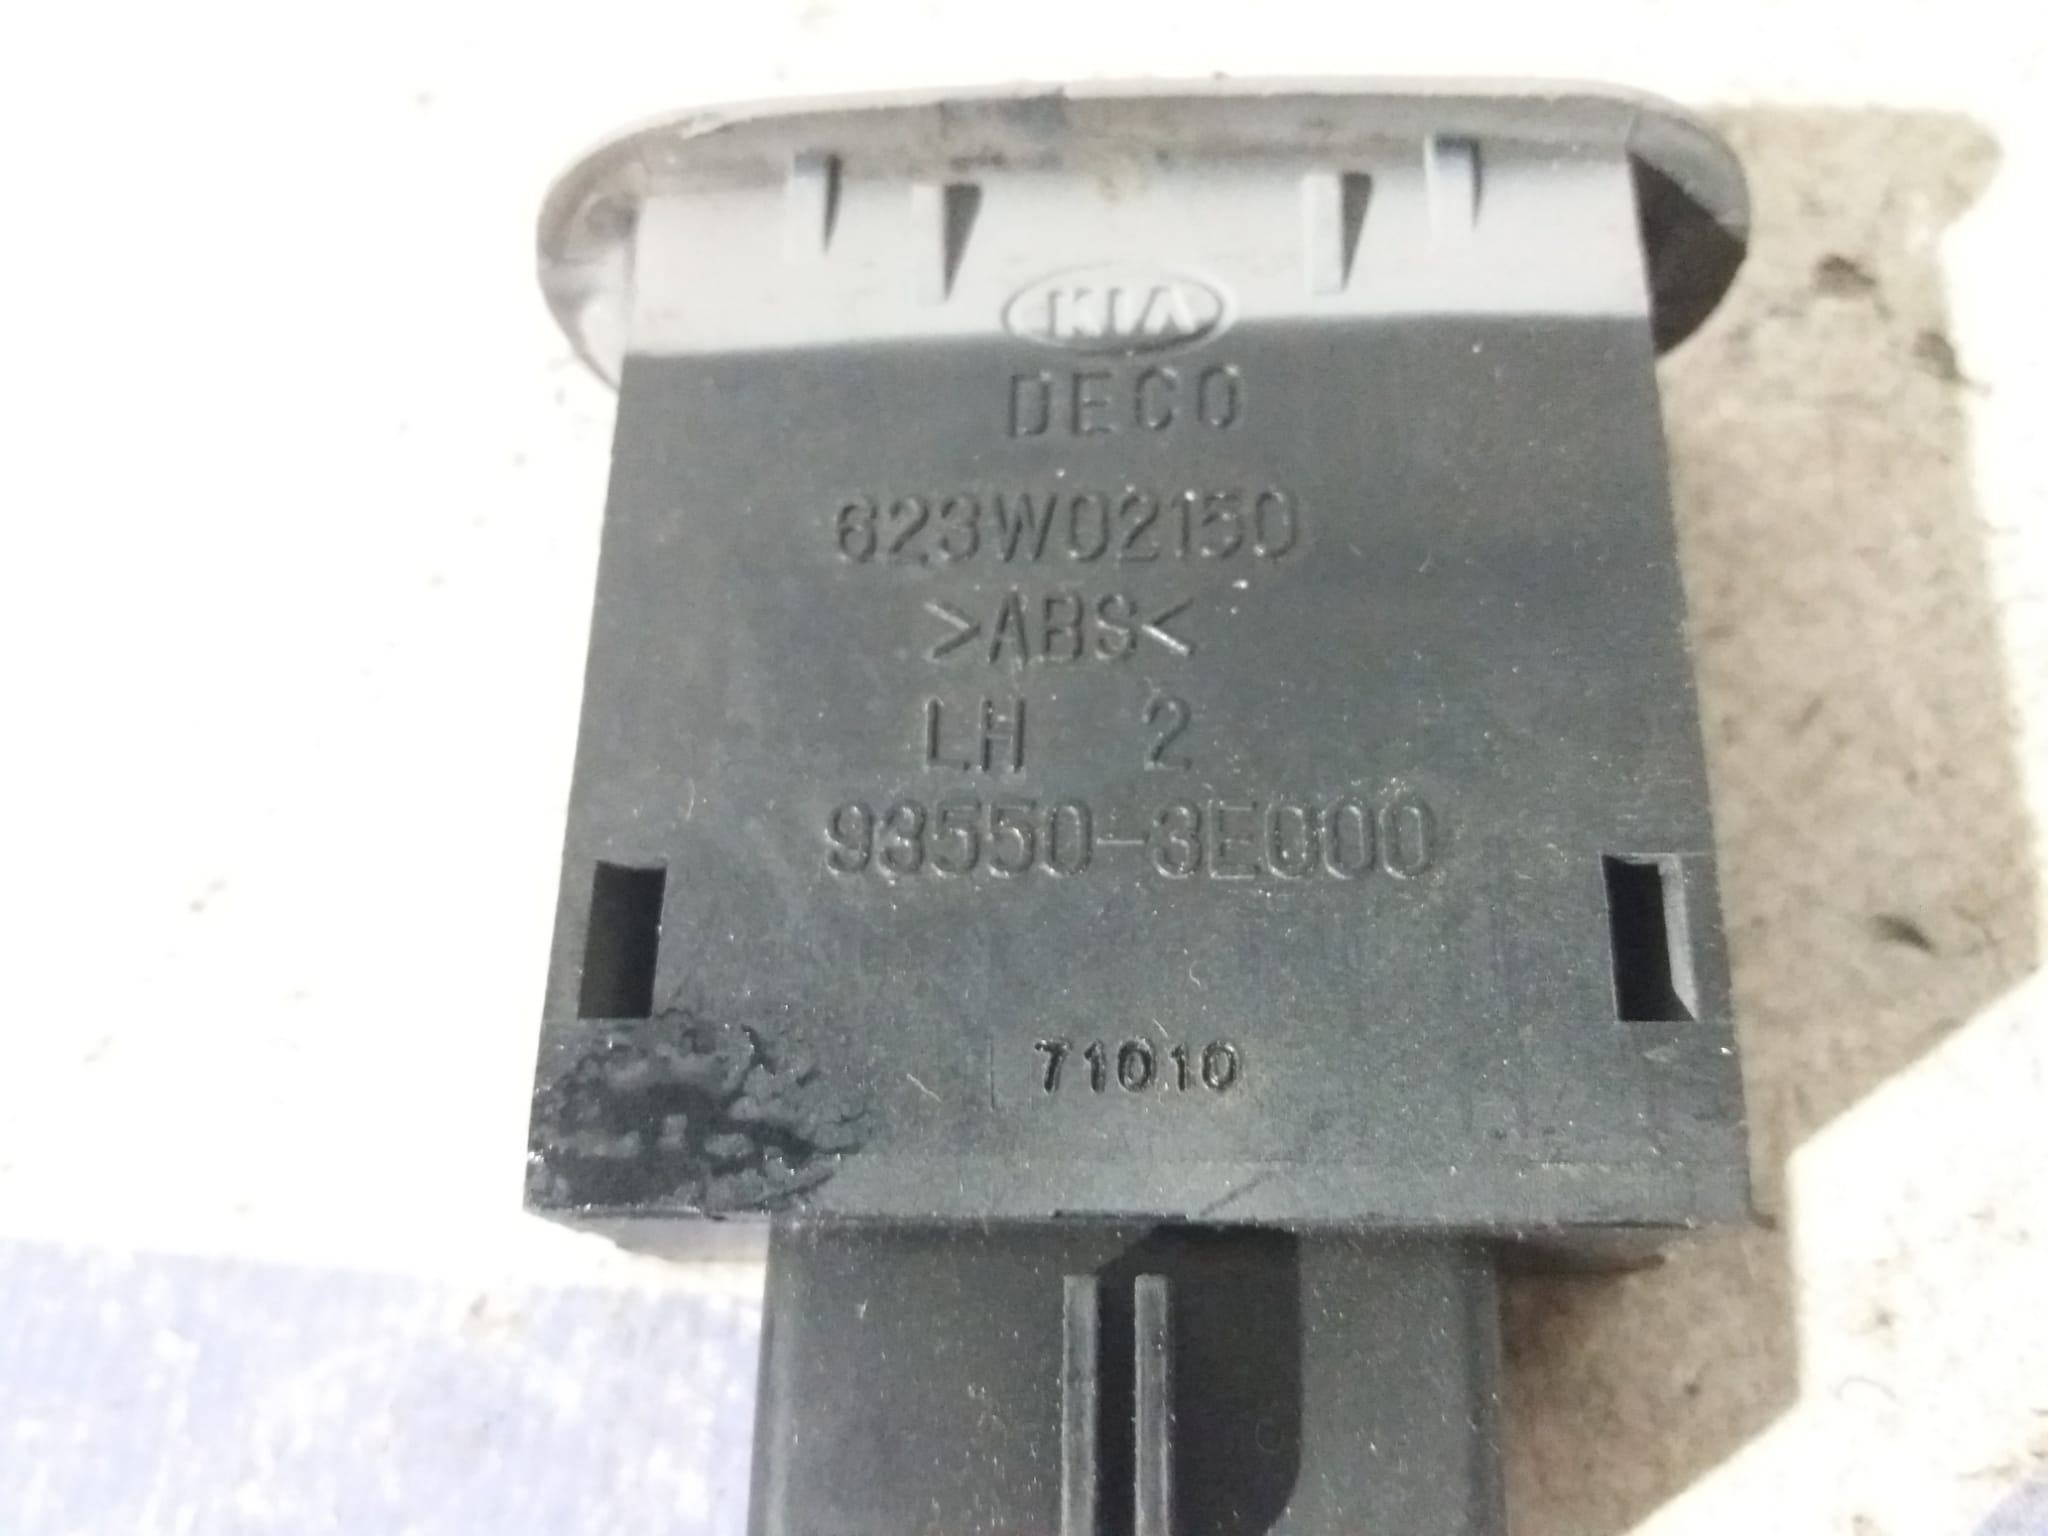 KIA
DECO
623W02150
>ABS<
LH 2
93550-3E000
71010